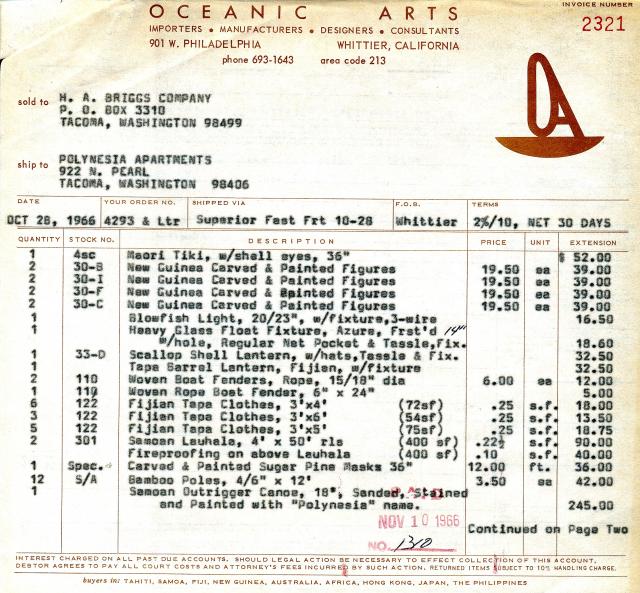 OCEANIC ARTS
INVOICE NUMBER
2321
IMPORTERS • MANUFACTURERS • DESIGNERS • CONSULTANTS
901 W. PHILADELPHIA WHITTIER, CALIFORNIA
phone 693-1643 area code 213
OA
sold to H. A. BRIGGS COMPANY
P. O. BOX 3310
TACOMA, WASHINGTON 98499
ship to POLYNESIA APARTMENTS
922 N. PEARL
TACOMA, WASHINGTON 98406
DATE YOUR ORDER NO. SHIPPED VIA F.O.B. TERMS
OCT 28, 1966 4293 & Ltr Superior Fast Frt 10-28 Whittier 2%/10, NET 30 DAYS
QUANTITY STOCK NO. DESCRIPTION PRICE UNIT EXTENSION
1 4sc Maori Tiki, w/shell eyes, 36" $ 52.00
2 30-B New Guinea Carved & Painted Figures 19.50 ea 39.00
2 30-I New Guinea Carved & Painted Figures 19.50 ea 39.00
2 30-F New Guinea Carved & Painted Figures 19.50 ea 39.00
2 30-C New Guinea Carved & Painted Figures 19.50 ea 39.00
1 Blowfish Light, 20/23", w/fixture,3-wire 16.50
1 Heavy Glass Float Fixture, Azure, Frst'd 14"
w/hole, Regular Net Pocket & Tassle,Fix. 18.60
1 33-D Scallop Shell Lantern, w/hats,Tassle & Fix. 32.50
1 Tapa Barrel Lantern, Fijian, w/fixture 32.50
2 110 Woven Boat Fenders, Rope, 15/18" dia 6.00 ea 12.00
1 110 Woven Rope Boat Fender, 6" x 24" 5.00
6 122 Fijian Tapa Clothes, 3'x4' (72sf) .25 s.f. 18.00
3 122 Fijian Tapa Clothes, 3'x6' (54sf) .25 s.f. 13.50
5 122 Fijian Tapa Clothes, 3'x5' (75sf) .25 s.f. 18.75
2 301 Samoan Lauhala, 4' x 50' rls (400 sf) .22½ s.f. 90.00
Fireproofing on above Lauhala (400 sf) .10 s.f. 40.00
1 Spec. Carved & Painted Sugar Pine Masks 36" 12.00 ft. 36.00
12 S/A Bamboo Poles, 4/6" x 12' 3.50 ea 42.00
1 Samoan Outrigger Canoe, 18", Sanded, Stained
and Painted with "Polynesia" name. 245.00
PAID
NOV 10 1966
Continued on Page Two
NO. 1310
INTEREST CHARGED ON ALL PAST DUE ACCOUNTS. SHOULD LEGAL ACTION BE NECESSARY TO EFFECT COLLECTION OF THIS ACCOUNT,
DEBTOR AGREES TO PAY ALL COURT COSTS AND ATTORNEY'S FEES INCURRED BY SUCH ACTION. RETURNED ITEMS SUBJECT TO 10% HANDLING CHARGE.
buyers in: TAHITI, SAMOA, FIJI, NEW GUINEA, AUSTRALIA, AFRICA, HONG KONG, JAPAN, THE PHILIPPINES